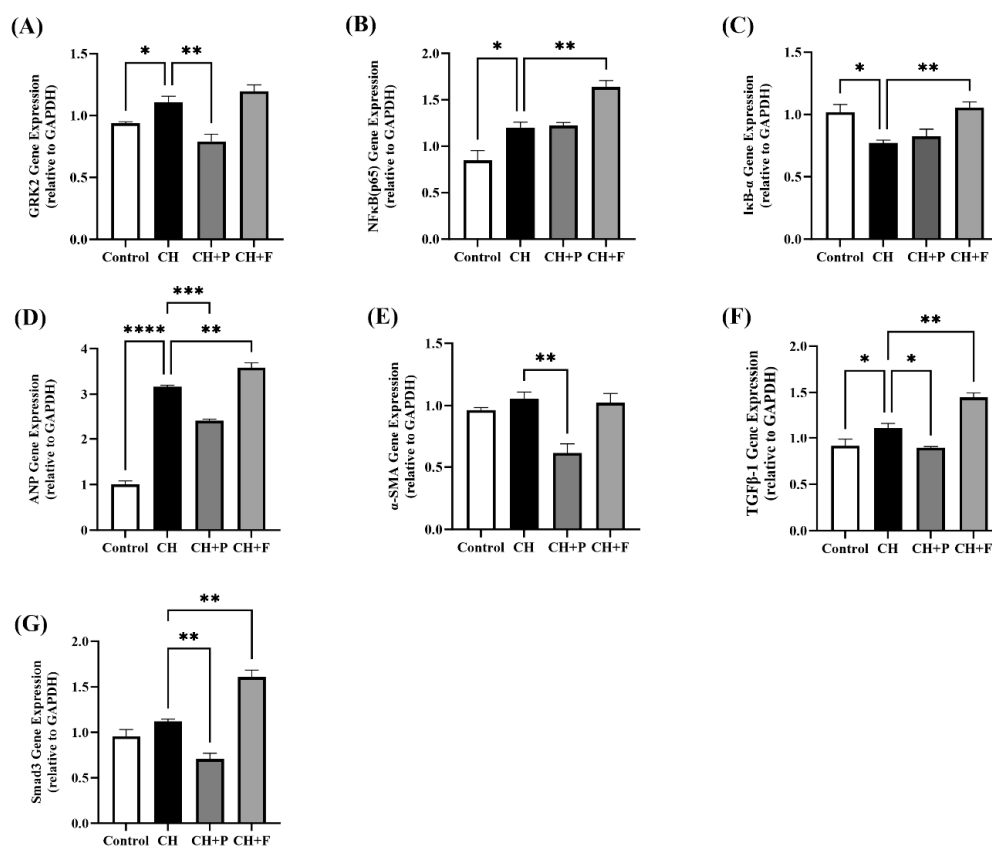 (A)
GRK2 Gene Expression
(relative to GAPDH)
1.5
1.0
0.5
0.0
*
**
Control CH CH+P CH+F
(B)
NFκB(p65) Gene Expression
(relative to GAPDH)
2.0
1.5
1.0
0.5
0.0
*
**
Control CH CH+P CH+F
(C)
IκB-α Gene Expression
(relative to GAPDH)
1.5
1.0
0.5
0.0
*
**
Control CH CH+P CH+F
(D)
ANP Gene Expression
(relative to GAPDH)
4
3
2
1
0
***
****
**
Control CH CH+P CH+F
(E)
α-SMA Gene Expression
(relative to GAPDH)
1.5
1.0
0.5
0.0
**
Control CH CH+P CH+F
(F)
TGFβ-1 Gene Expression
(relative to GAPDH)
2.0
1.5
1.0
0.5
0.0
**
*
*
Control CH CH+P CH+F
(G)
Smad3 Gene Expression
(relative to GAPDH)
2.0
1.5
1.0
0.5
0.0
**
**
Control CH CH+P CH+F